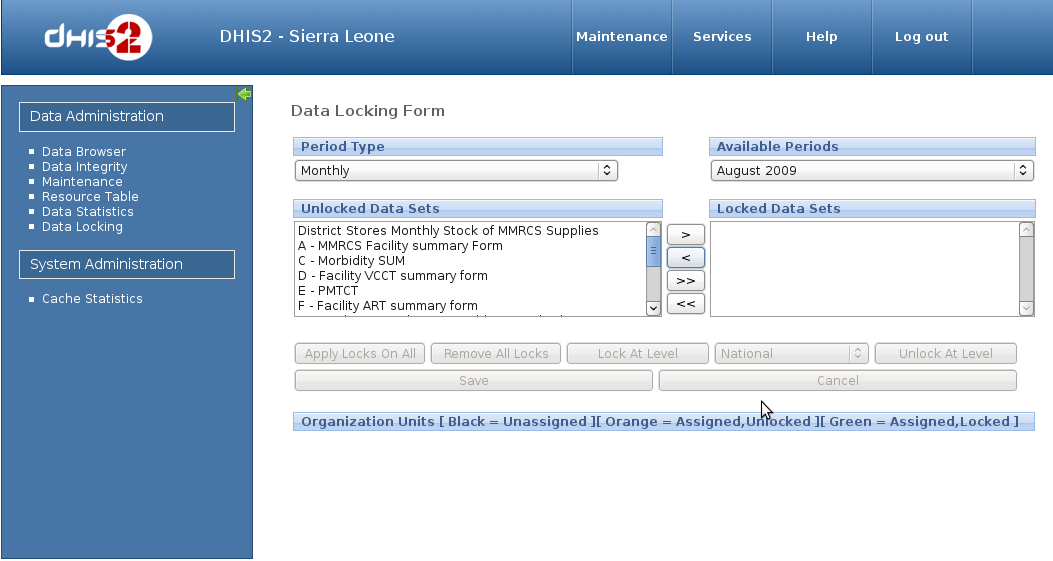 dHIS2
DHIS2 - Sierra Leone
Maintenance
Services
Help
Log out
Data Administration
Data Browser
Data Integrity
Maintenance
Resource Table
Data Statistics
Data Locking
System Administration
Cache Statistics
Data Locking Form
Period Type
Available Periods
Monthly
August 2009
Unlocked Data Sets
Locked Data Sets
District Stores Monthly Stock of MMRCS Supplies
A - MMRCS Facility summary Form
C - Morbidity SUM
D - Facility VCCT summary form
E - PMTCT
F - Facility ART summary form
>
<
>>
<<
Apply Locks On All
Remove All Locks
Lock At Level
National
Unlock At Level
Save
Cancel
Organization Units [ Black = Unassigned ][ Orange = Assigned,Unlocked ][ Green = Assigned,Locked ]